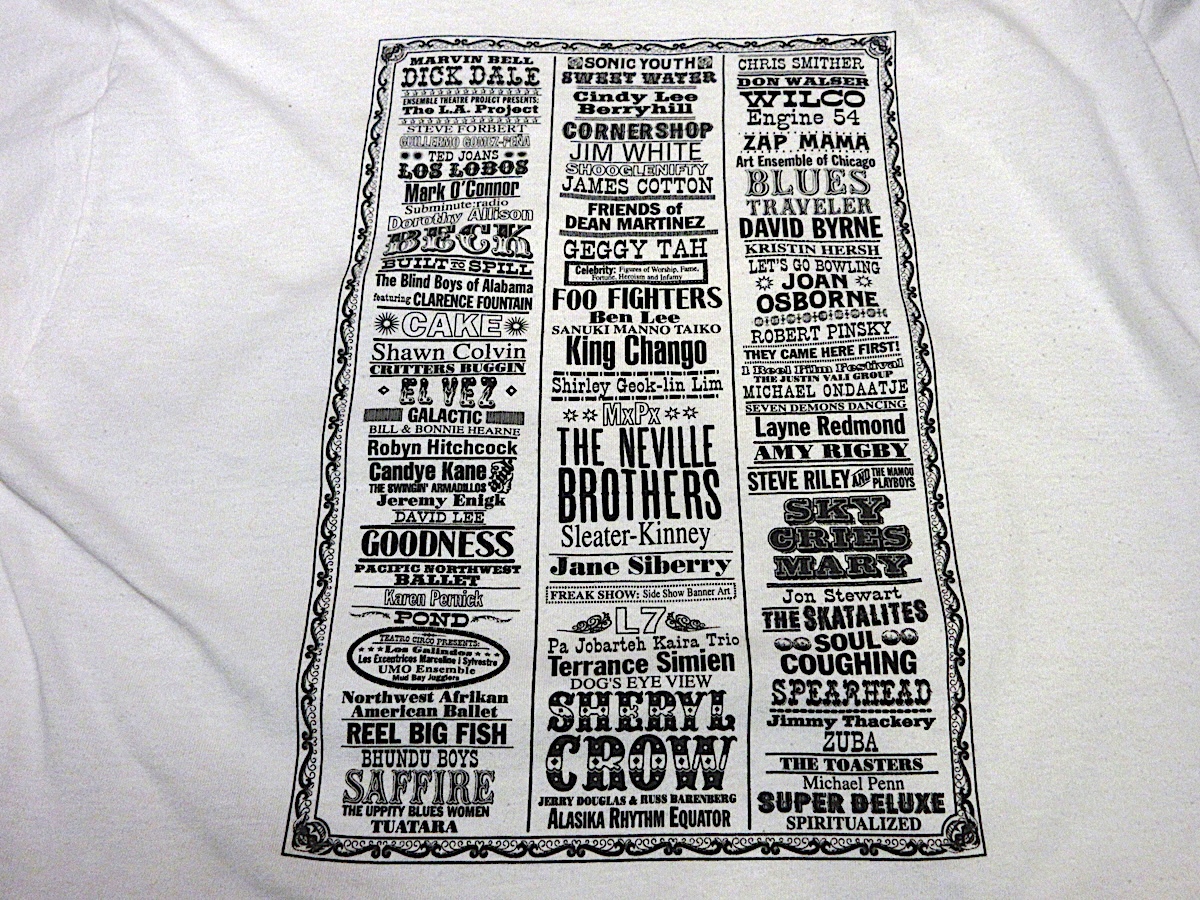 MARVIN BELL
DICK DALE
ENSEMBLE THEATRE PROJECT PRESENTS:
The L.A. Project
STEVE FORBERT
GUILLERMO GOMEZ-PEÑA
TED JOANS
LOS LOBOS
Mark O'Connor
Subminute:radio
Dorothy Allison
BECK
BUILT TO SPILL
The Blind Boys of Alabama
featuring CLARENCE FOUNTAIN
CAKE
Shawn Colvin
CRITTERS BUGGIN
EL VEZ
GALACTIC
BILL & BONNIE HEARNE
Robyn Hitchcock
Candye Kane
THE SWINGIN' ARMADILLOS
Jeremy Enigk
DAVID LEE
GOODNESS
PACIFIC NORTHWEST
BALLET
Karen Pernick
POND
TEATRO CIRCO PRESENTS:
Los Galindos
Les Excentrices Marceline i Sylvestre
UMO Ensemble
Mud Bay Jugglers
Northwest Afrikan
American Ballet
REEL BIG FISH
BHUNDU BOYS
SAFFIRE
THE UPPITY BLUES WOMEN
TUATARA
SONIC YOUTH
SWEET WATER
Cindy Lee
Berryhill
CORNERSHOP
JIM WHITE
SHOOGLENIFTY
JAMES COTTON
FRIENDS of
DEAN MARTINEZ
GEGGY TAH
Celebrity: Figures of Worship, Fame,
Fortune, Heroism and Infamy
FOO FIGHTERS
Ben Lee
SANUKI MANNO TAIKO
King Chango
Shirley Geok-lin Lim
MxPx
THE NEVILLE
BROTHERS
Sleater-Kinney
Jane Siberry
FREAK SHOW: Side Show Banner Art
L7
Pa Jobarteh Kaira Trio
Terrance Simien
DOG'S EYE VIEW
SHERYL
CROW
JERRY DOUGLAS & RUSS BARENBERG
ALASIKA RHYTHM EQUATOR
CHRIS SMITHER
DON WALSER
WILCO
Engine 54
ZAP MAMA
Art Ensemble of Chicago
BLUES
TRAVELER
DAVID BYRNE
KRISTIN HERSH
LET'S GO BOWLING
JOAN
OSBORNE
ROBERT PINSKY
THEY CAME HERE FIRST!
1 Reel Film Festival
THE JUSTIN VALI GROUP
MICHAEL ONDAATJE
SEVEN DEMONS DANCING
Layne Redmond
AMY RIGBY
STEVE RILEY AND THE MAMOU PLAYBOYS
SKY
CRIES
MARY
Jon Stewart
THE SKATALITES
SOUL
COUGHING
SPEARHEAD
Jimmy Thackery
ZUBA
THE TOASTERS
Michael Penn
SUPER DELUXE
SPIRITUALIZED